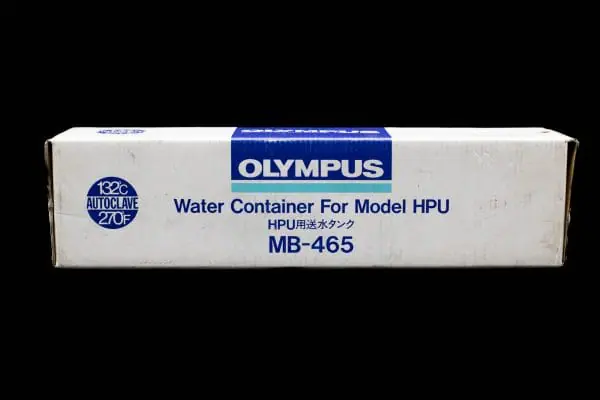 OLYMPUS
OLYMPUS
132C
AUTOCLAVE
270F
Water Container For Model HPU
HPU用送水タンク
MB-465